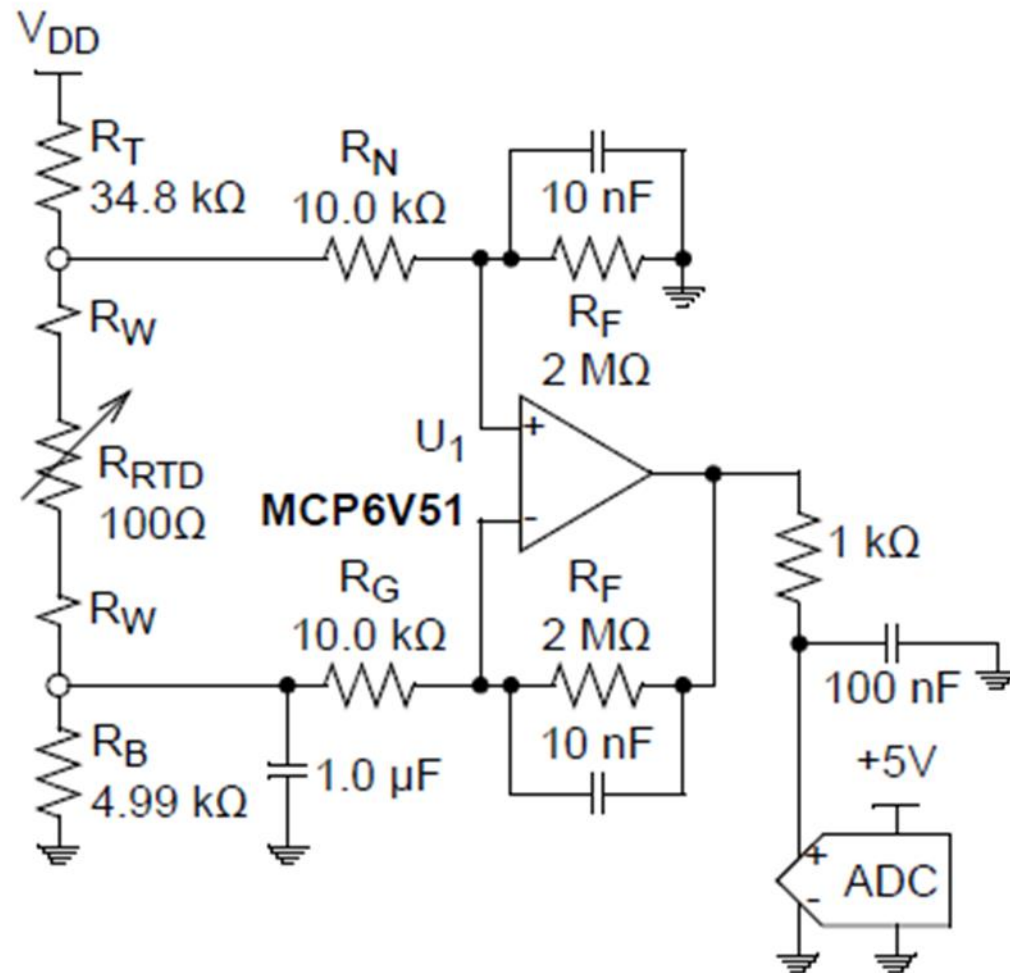 VDD
RT
34.8 kΩ
RN
10.0 kΩ
10 nF
RF
2 MΩ
RW
RRTD
100Ω
U1
+
-
MCP6V51
1 kΩ
RW
RG
10.0 kΩ
RF
2 MΩ
10 nF
100 nF
RB
4.99 kΩ
1.0 µF
+5V
+
-
ADC